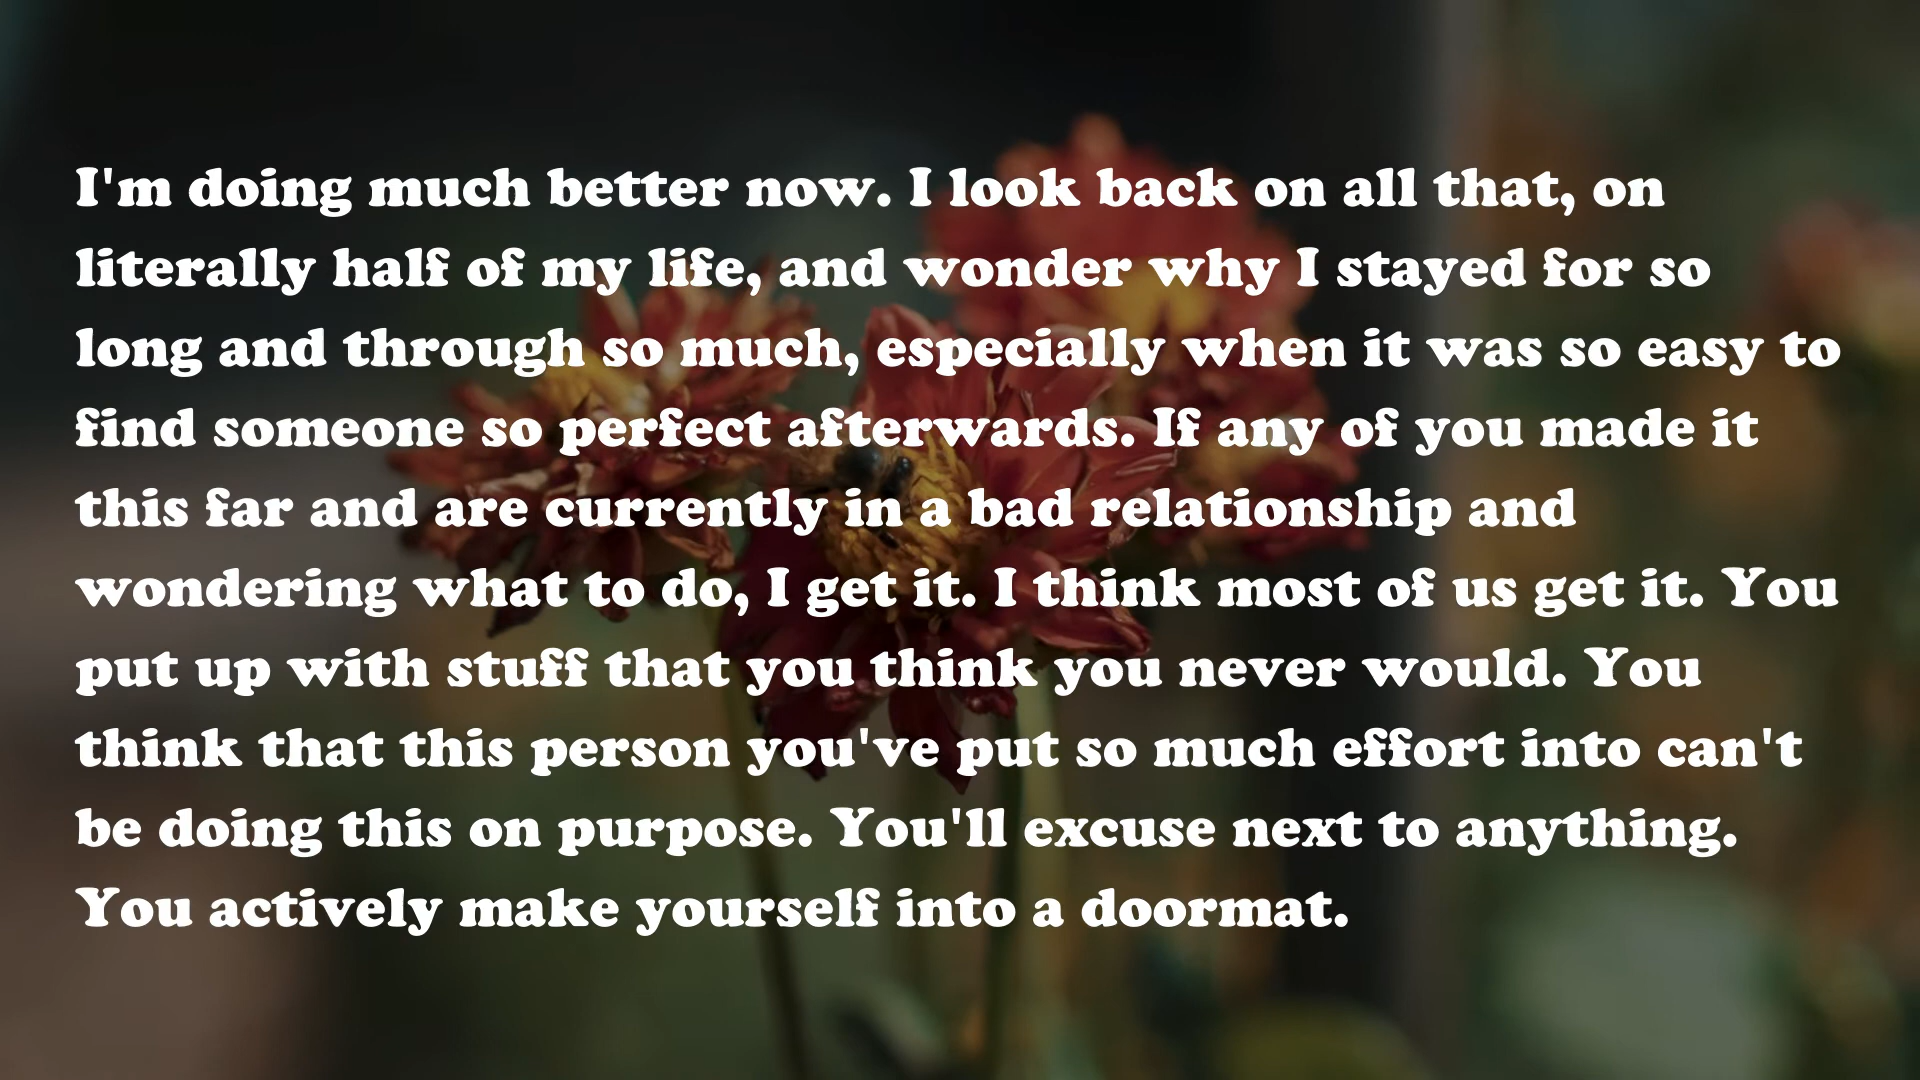 I'm doing much better now. I look back on all that, on
literally half of my life, and wonder why I stayed for so
long and through so much, especially when it was so easy to
find someone so perfect afterwards. If any of you made it
this far and are currently in a bad relationship and
wondering what to do, I get it. I think most of us get it. You
put up with stuff that you think you never would. You
think that this person you've put so much effort into can't
be doing this on purpose. You'll excuse next to anything.
You actively make yourself into a doormat.